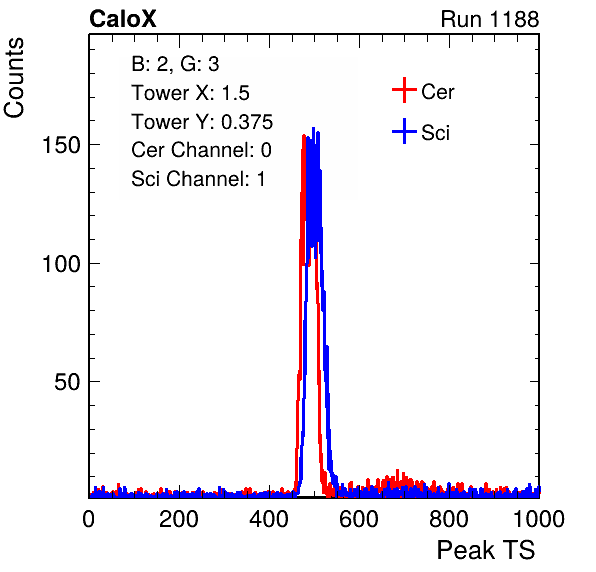 CaloX Run 1188
Counts
B: 2, G: 3
Tower X: 1.5
Tower Y: 0.375
Cer Channel: 0
Sci Channel: 1
Cer
Sci
150
100
50
0 200 400 600 800 1000
Peak TS